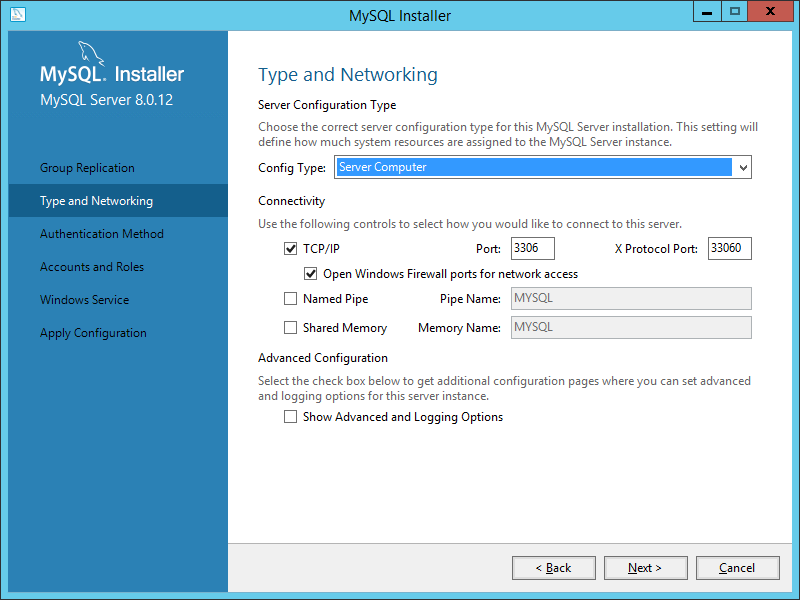 MySQL Installer
MySQL® Installer
MySQL Server 8.0.12
Group Replication
Type and Networking
Authentication Method
Accounts and Roles
Windows Service
Apply Configuration
Type and Networking
Server Configuration Type
Choose the correct server configuration type for this MySQL Server installation. This setting will
define how much system resources are assigned to the MySQL Server instance.
Config Type: Server Computer
Connectivity
Use the following controls to select how you would like to connect to this server.
TCP/IP Port: 3306 X Protocol Port: 33060
Open Windows Firewall ports for network access
Named Pipe Pipe Name: MYSQL
Shared Memory Memory Name: MYSQL
Advanced Configuration
Select the check box below to get additional configuration pages where you can set advanced
and logging options for this server instance.
Show Advanced and Logging Options
< Back Next > Cancel